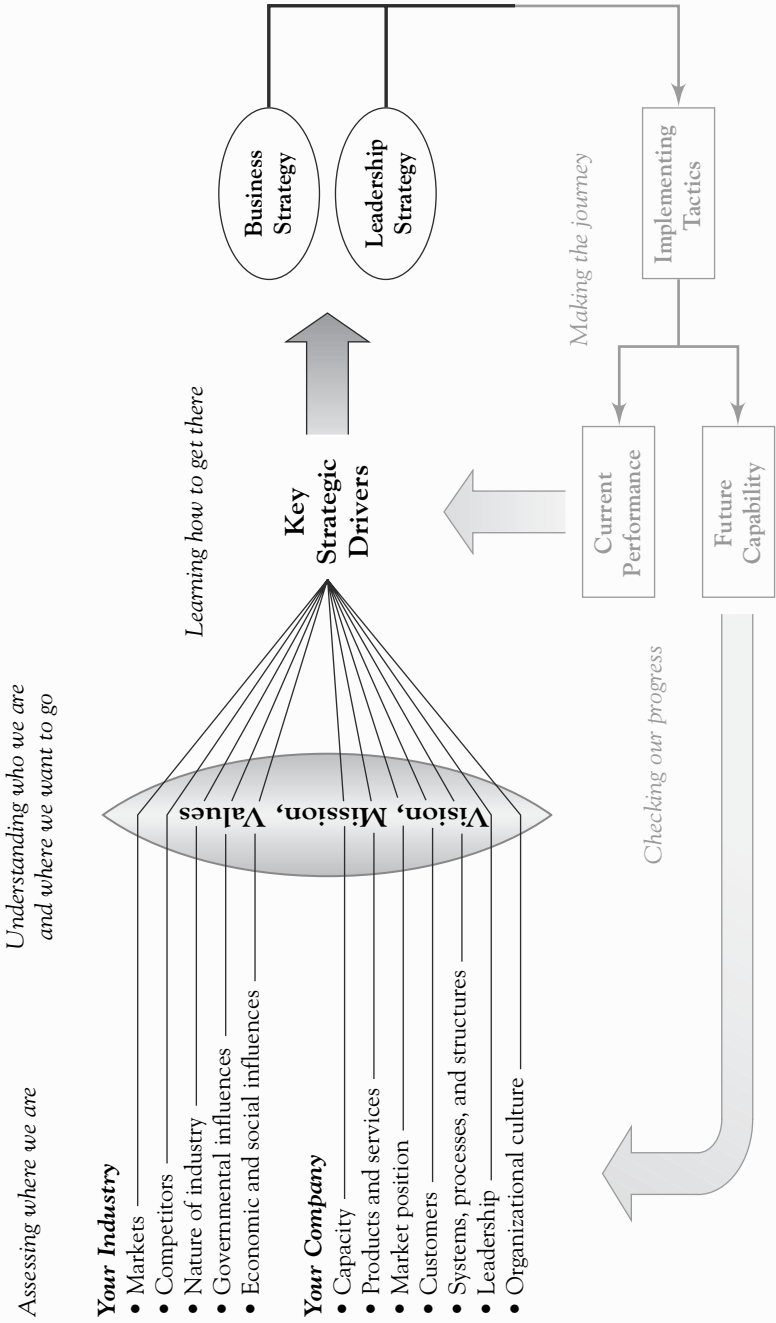 Assessing where we are
Understanding who we are
and where we want to go
Learning how to get there
Your Industry
• Markets
• Competitors
• Nature of industry
• Governmental influences
• Economic and social influences
Your Company
• Capacity
• Products and services
• Market position
• Customers
• Systems, processes, and structures
• Leadership
• Organizational culture
Vision, Mission, Values
Key
Strategic
Drivers
Business
Strategy
Leadership
Strategy
Making the journey
Implementing
Tactics
Current
Performance
Future
Capability
Checking our progress